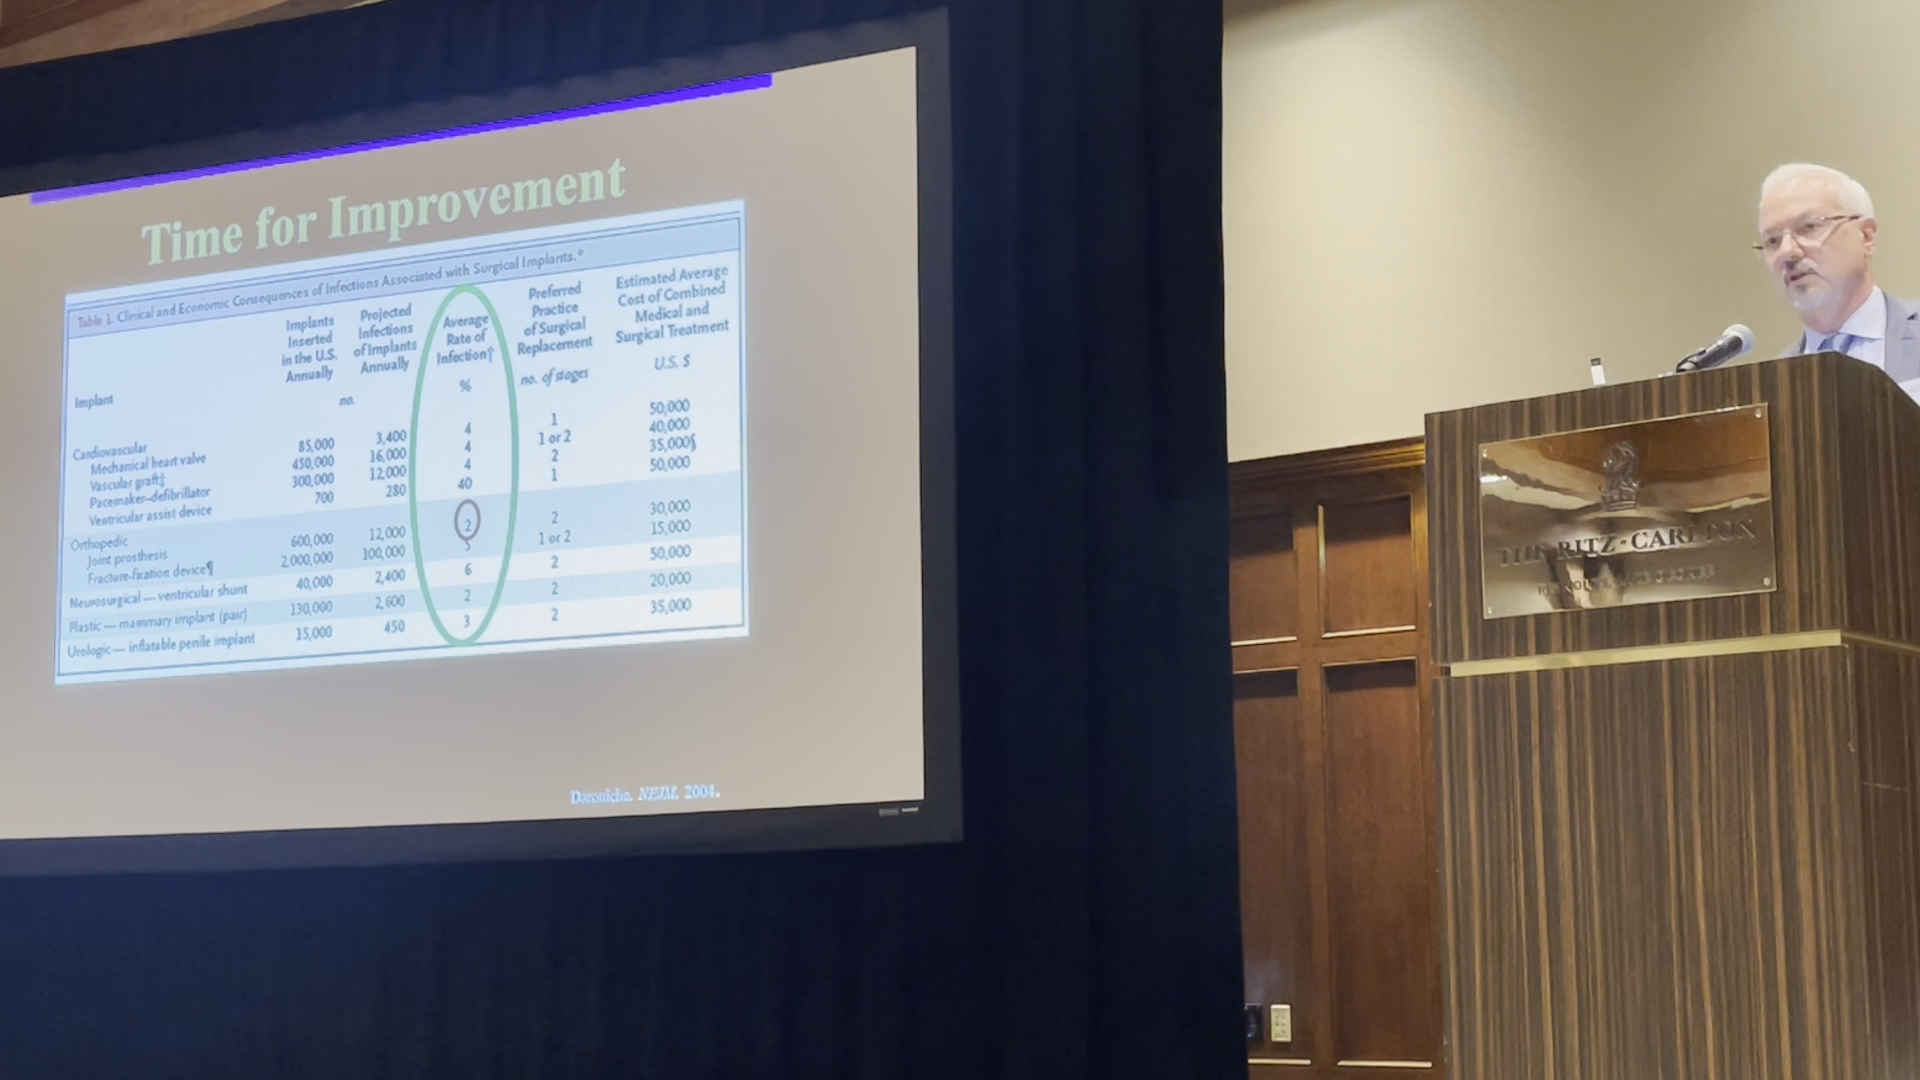 Time for Improvement
Table 1. Clinical and Economic Consequences of Infections Associated with Surgical Implants.*
Implant
Implants Inserted in the U.S. Annually
Projected Infections of Implants Annually
Average Rate of Infection†
Preferred Practice of Surgical Replacement
Estimated Average Cost of Combined Medical and Surgical Treatment
no.
%
no. of stages
U.S. $
Cardiovascular
Mechanical heart valve 85,000 3,400 4 1 50,000
Vascular graft‡ 450,000 16,000 4 1 or 2 40,000
Pacemaker–defibrillator 300,000 12,000 4 2 35,000§
Ventricular assist device 700 280 40 1 50,000
Orthopedic
Joint prosthesis 600,000 12,000 2 2 30,000
Fracture-fixation device¶ 2,000,000 100,000 5 1 or 2 15,000
Neurosurgical — ventricular shunt 40,000 2,400 6 2 50,000
Plastic — mammary implant (pair) 130,000 2,600 2 2 20,000
Urologic — inflatable penile implant 15,000 450 3 2 35,000
Darouiche. NEJM. 2004.
THE RITZ-CARLTON